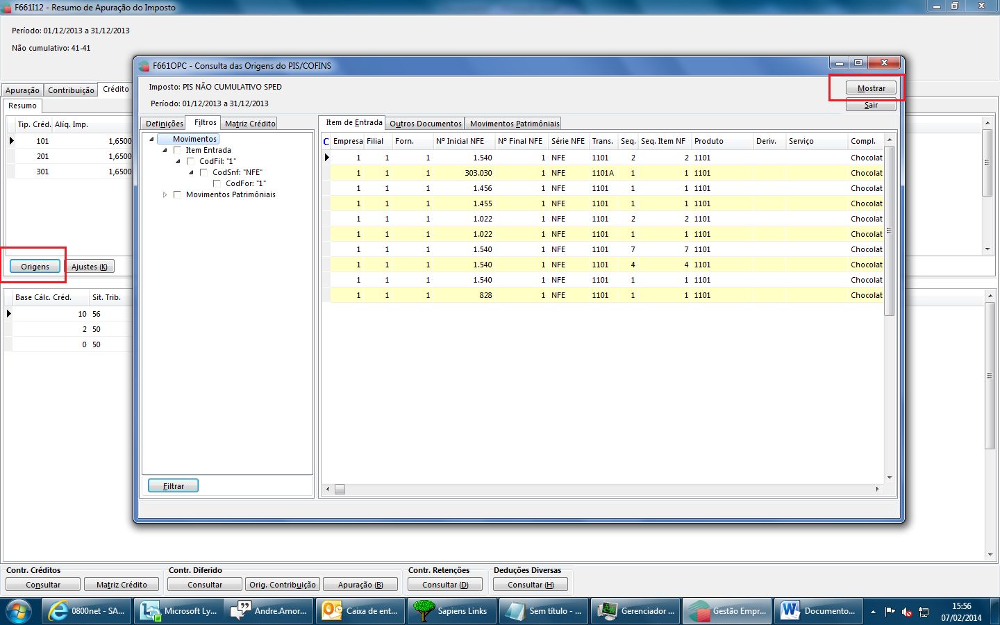 F661I12 - Resumo de Apuração do Imposto
Período: 01/12/2013 a 31/12/2013
Não cumulativo: 41-41
Apuração Contribuição Crédito
Resumo
Tip. Créd. Alíq. Imp.
101 1,6500
201 1,6500
301 1,6500
Origens Ajustes (K)
Base Cálc. Créd. Sit. Trib.
10 56
2 50
0 50
F661OPC - Consulta das Origens do PIS/COFINS
Imposto: PIS NÃO CUMULATIVO SPED
Período: 01/12/2013 a 31/12/2013
Mostrar
Sair
Definições Filtros Matriz Crédito
Movimentos
Item Entrada
CodFil: "1"
CodSnf: "NFE"
CodFor: "1"
Movimentos Patrimôniais
Filtrar
Item de Entrada Outros Documentos Movimentos Patrimôniais
C Empresa Filial Forn. Nº Inicial NFE Nº Final NFE Série NFE Trans. Seq. Seq. Item NF Produto Deriv. Serviço Compl.
1 1 1 1.540 1 NFE 1101 2 2 1101 Chocolat
1 1 1 303.030 1 NFE 1101A 1 1 1101 Chocolat
1 1 1 1.456 1 NFE 1101 1 1 1101 Chocolat
1 1 1 1.455 1 NFE 1101 1 1 1101 Chocolat
1 1 1 1.022 1 NFE 1101 2 2 1101 Chocolat
1 1 1 1.022 1 NFE 1101 1 1 1101 Chocolat
1 1 1 1.540 1 NFE 1101 7 7 1101 Chocolat
1 1 1 1.540 1 NFE 1101 4 4 1101 Chocolat
1 1 1 1.540 1 NFE 1101 1 1 1101 Chocolat
1 1 1 828 1 NFE 1101 1 1 1101 Chocolat
Contr. Créditos Contr. Diferido Contr. Retenções Deduções Diversas
Consultar Matriz Crédito Consultar Orig. Contribuição Apuração (B) Consultar (D) Consultar (H)
0800net - SA... Microsoft Ly... Andre.Amor... Caixa de ent... Sapiens Links Sem título - ... Gerenciador ... Gestão Empr... Documento...
15:56
07/02/2014